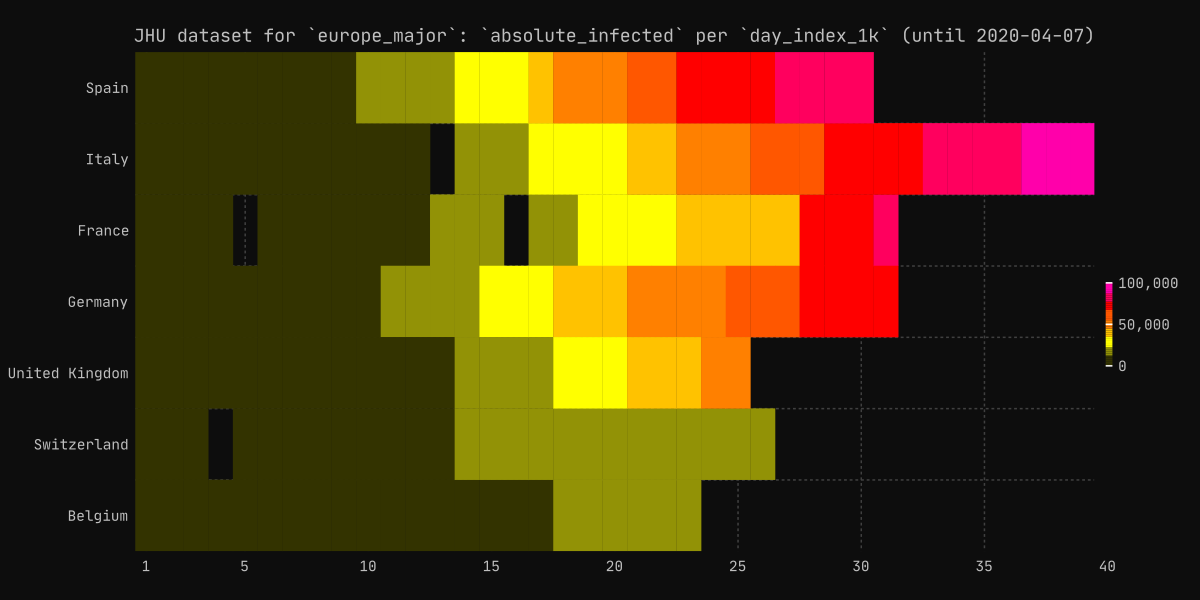 JHU dataset for `europe_major`: `absolute_infected` per `day_index_1k` (until 2020-04-07)
Spain
Italy
France
Germany
United Kingdom
Switzerland
Belgium
100,000
50,000
0
1 5 10 15 20 25 30 35 40